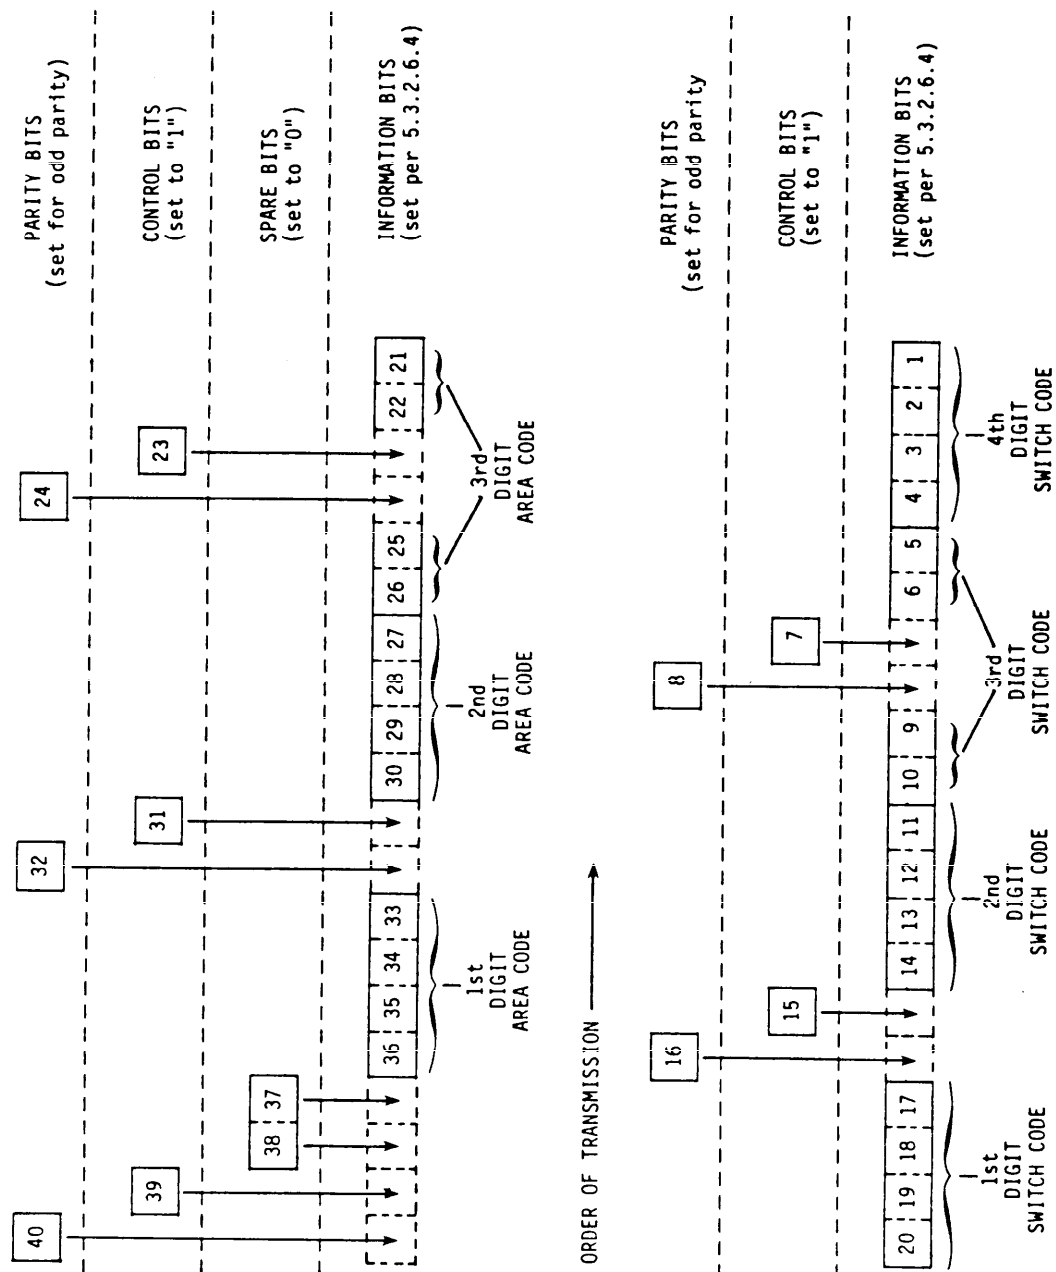 PARITY BITS
(set for odd parity)
CONTROL BITS
(set to "1")
SPARE BITS
(set to "0")
INFORMATION BITS
(set per 5.3.2.6.4)
40
32
24
39
31
23
38 37
36 35 34 33
30 29 28 27
26 25
22 21
1st
DIGIT
AREA CODE
2nd
DIGIT
AREA CODE
3rd
DIGIT
AREA CODE
ORDER OF TRANSMISSION
PARITY BITS
(set for odd parity
CONTROL BITS
(set to "1")
INFORMATION BITS
(set per 5.3.2.6.4)
16
8
15
7
20 19 18 17
14 13 12 11
10 9
6 5
4 3 2 1
1st
DIGIT
SWITCH CODE
2nd
DIGIT
SWITCH CODE
3rd
DIGIT
SWITCH CODE
4th
DIGIT
SWITCH CODE